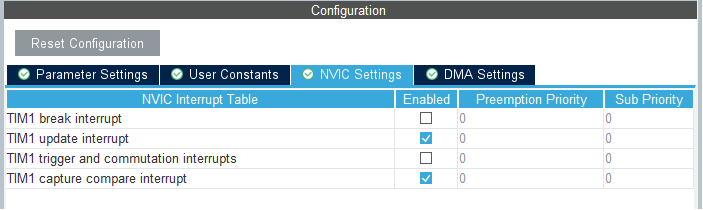 Configuration
Reset Configuration
Parameter Settings User Constants NVIC Settings DMA Settings
NVIC Interrupt Table Enabled Preemption Priority Sub Priority
TIM1 break interrupt 0 0
TIM1 update interrupt 0 0
TIM1 trigger and commutation interrupts 0 0
TIM1 capture compare interrupt 0 0